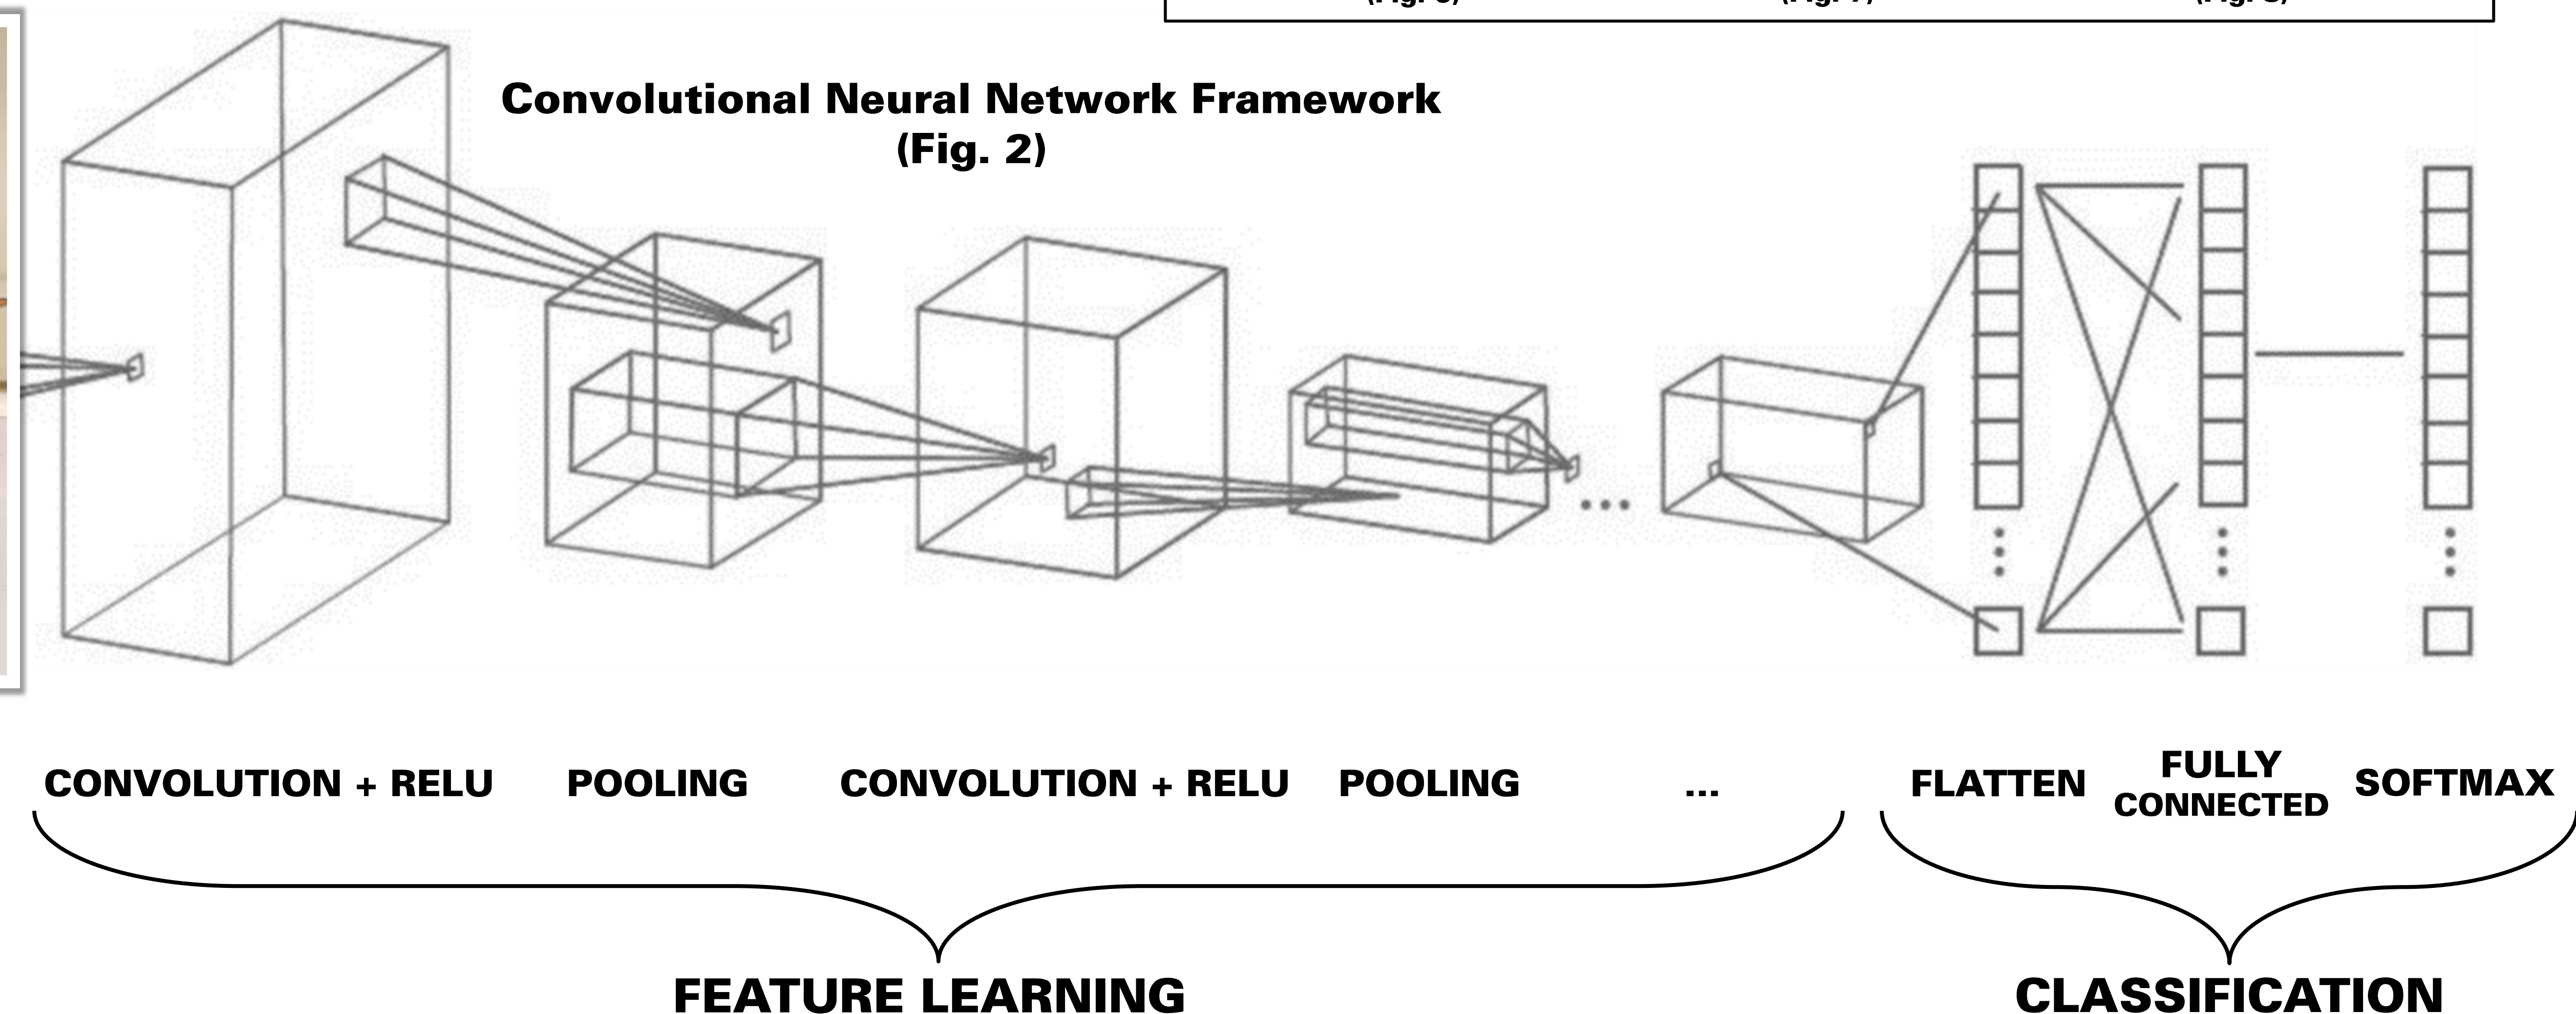 Convolutional Neural Network Framework
(Fig. 2)
CONVOLUTION + RELU
POOLING
CONVOLUTION + RELU
POOLING
...
FLATTEN
FULLY
CONNECTED
SOFTMAX
FEATURE LEARNING
CLASSIFICATION